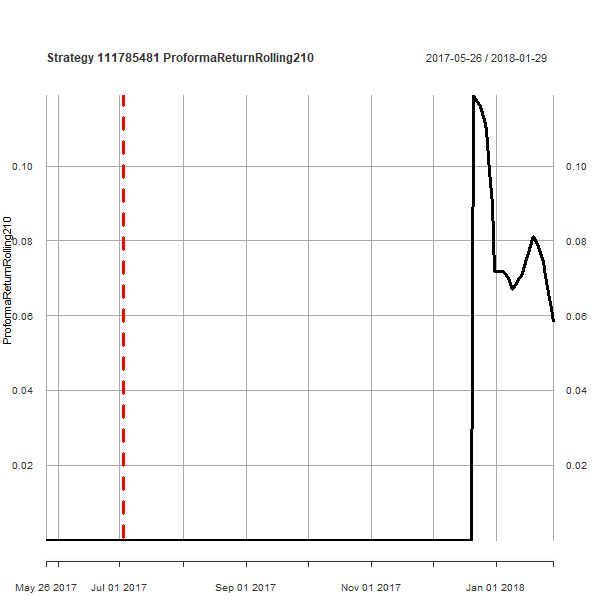 Strategy 111785481 ProformaReturnRolling210
2017-05-26 / 2018-01-29
ProformaReturnRolling210
0.10 0.10
0.08 0.08
0.06 0.06
0.04 0.04
0.02 0.02
May 26 2017 Jul 01 2017 Sep 01 2017 Nov 01 2017 Jan 01 2018